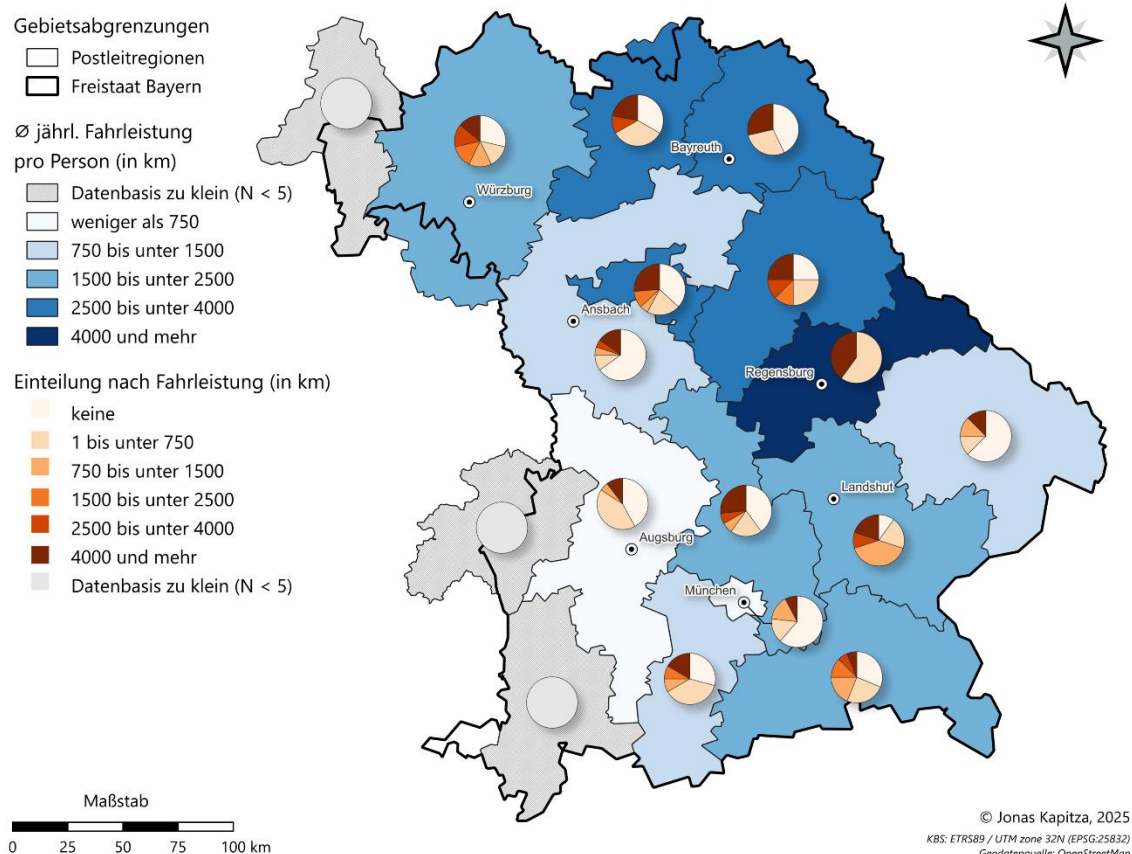 Gebietsabgrenzungen
Postleitregionen
Freistaat Bayern
Ø jährl. Fahrleistung
pro Person (in km)
Datenbasis zu klein (N < 5)
weniger als 750
750 bis unter 1500
1500 bis unter 2500
2500 bis unter 4000
4000 und mehr
Einteilung nach Fahrleistung (in km)
keine
1 bis unter 750
750 bis unter 1500
1500 bis unter 2500
2500 bis unter 4000
4000 und mehr
Datenbasis zu klein (N < 5)
Bayreuth
Würzburg
Ansbach
Regensburg
Landshut
Augsburg
München
Maßstab
0 25 50 75 100 km
© Jonas Kapitza, 2025
KBS: ETRS89 / UTM zone 32N (EPSG:25832)
Geodatenquelle: OpenStreetMap